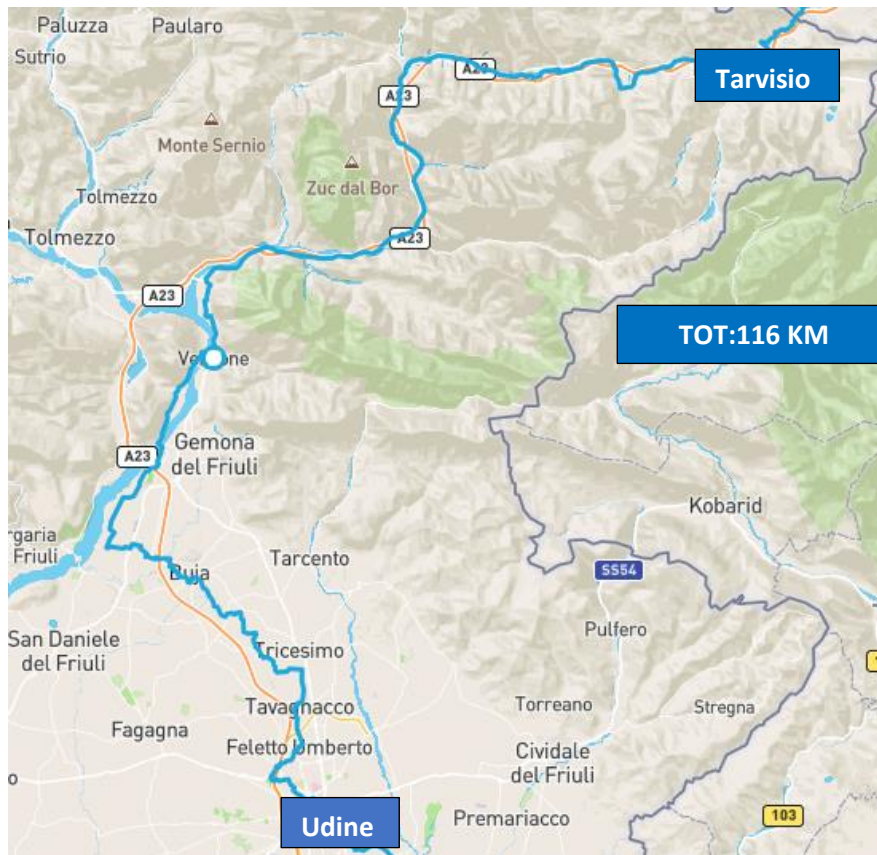 Paluzza
Paularo
Sutrio
A23
Tarvisio
A23
Monte Sernio
Zuc dal Bor
Tolmezzo
Tolmezzo
A23
A23
TOT:116 KM
A23
Gemona
del Friuli
Kobarid
Friuli
Tarcento
Buja
SS54
San Daniele
del Friuli
Pulfero
Tricesimo
Tavagnacco
Torreano
Stregna
Fagagna
Feletto Umberto
Cividale
del Friuli
Udine
Premariacco
103